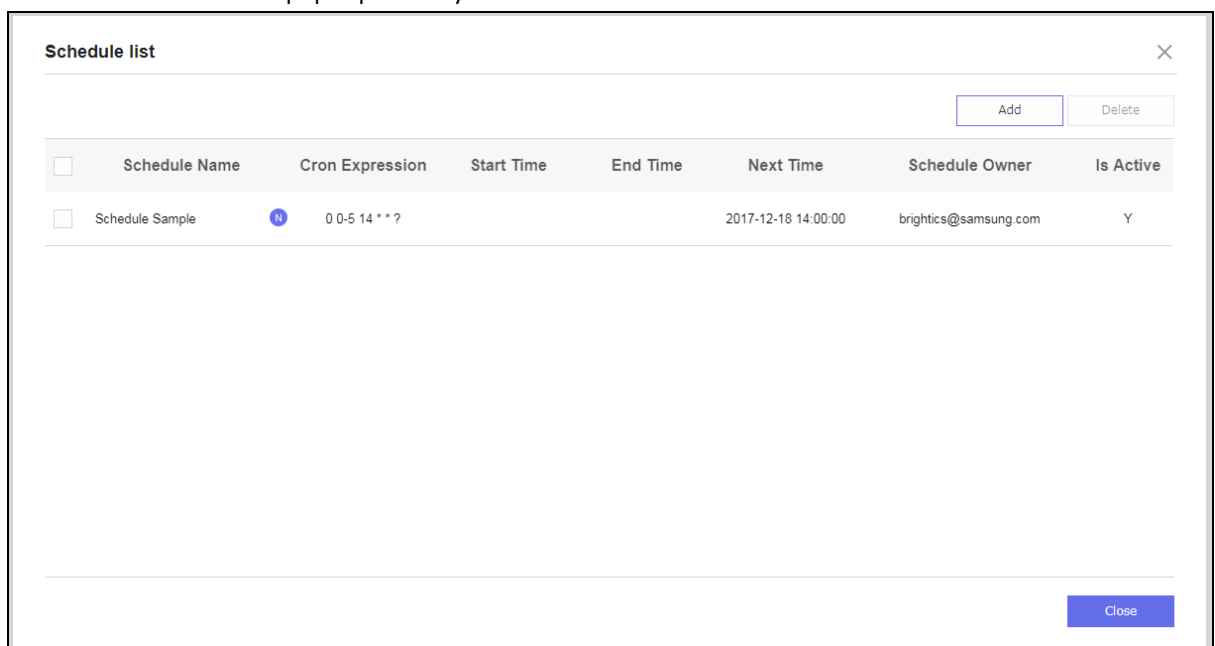 Schedule list
Add Delete
Schedule Name Cron Expression Start Time End Time Next Time Schedule Owner Is Active
Schedule Sample N 0 0-5 14 * * ? 2017-12-18 14:00:00 brightics@samsung.com Y
Close